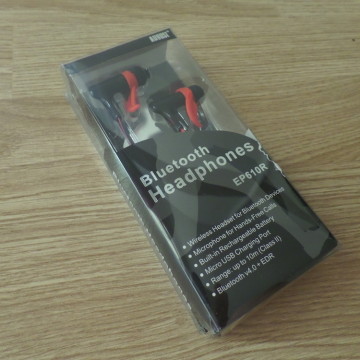 Bluetooth
Headphones
EP610R
• Wireless Headset for Bluetooth Devices
• Microphone for Hands-Free Calls
• Built-in Rechargeable Battery
• Micro USB Charging Port
• Range: up to 10m (Class II)
• Bluetooth v4.0 + EDR